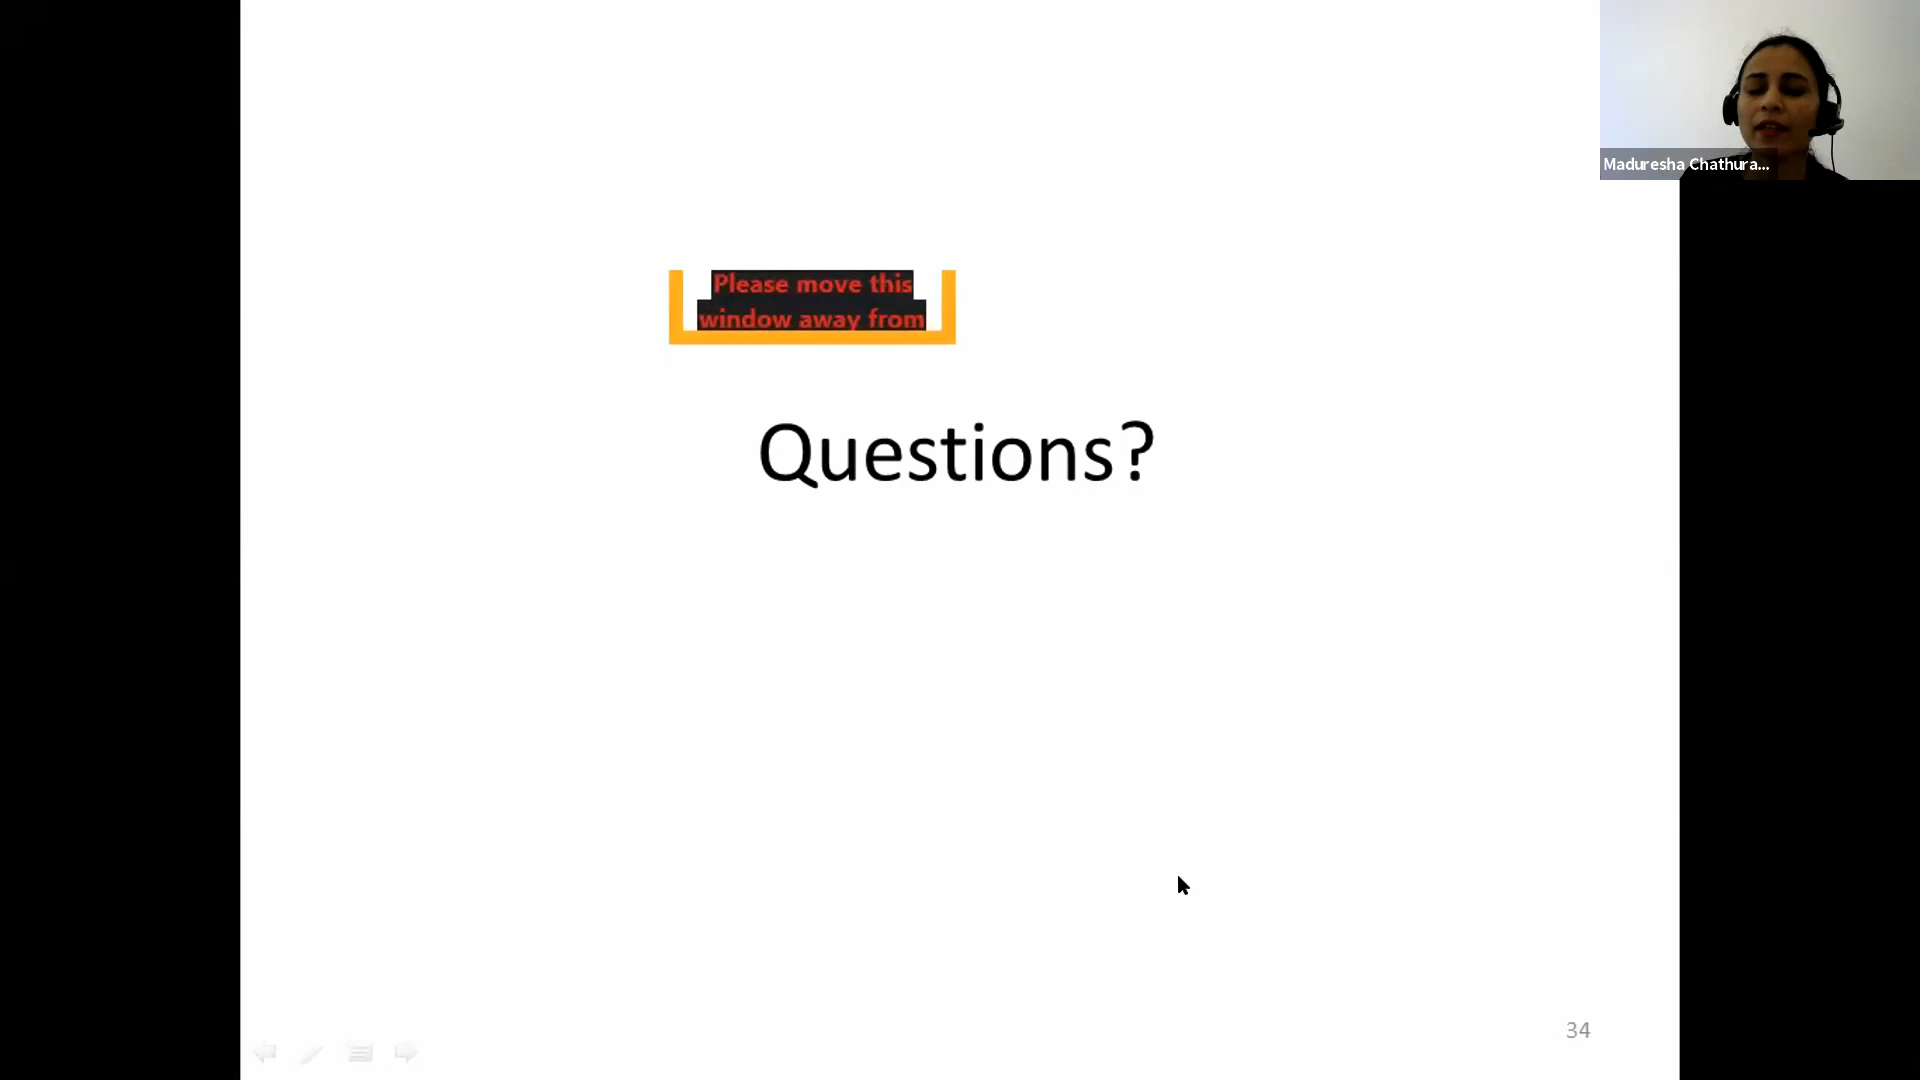 Maduresha Chathura...
Please move this
window away from
Questions?
34